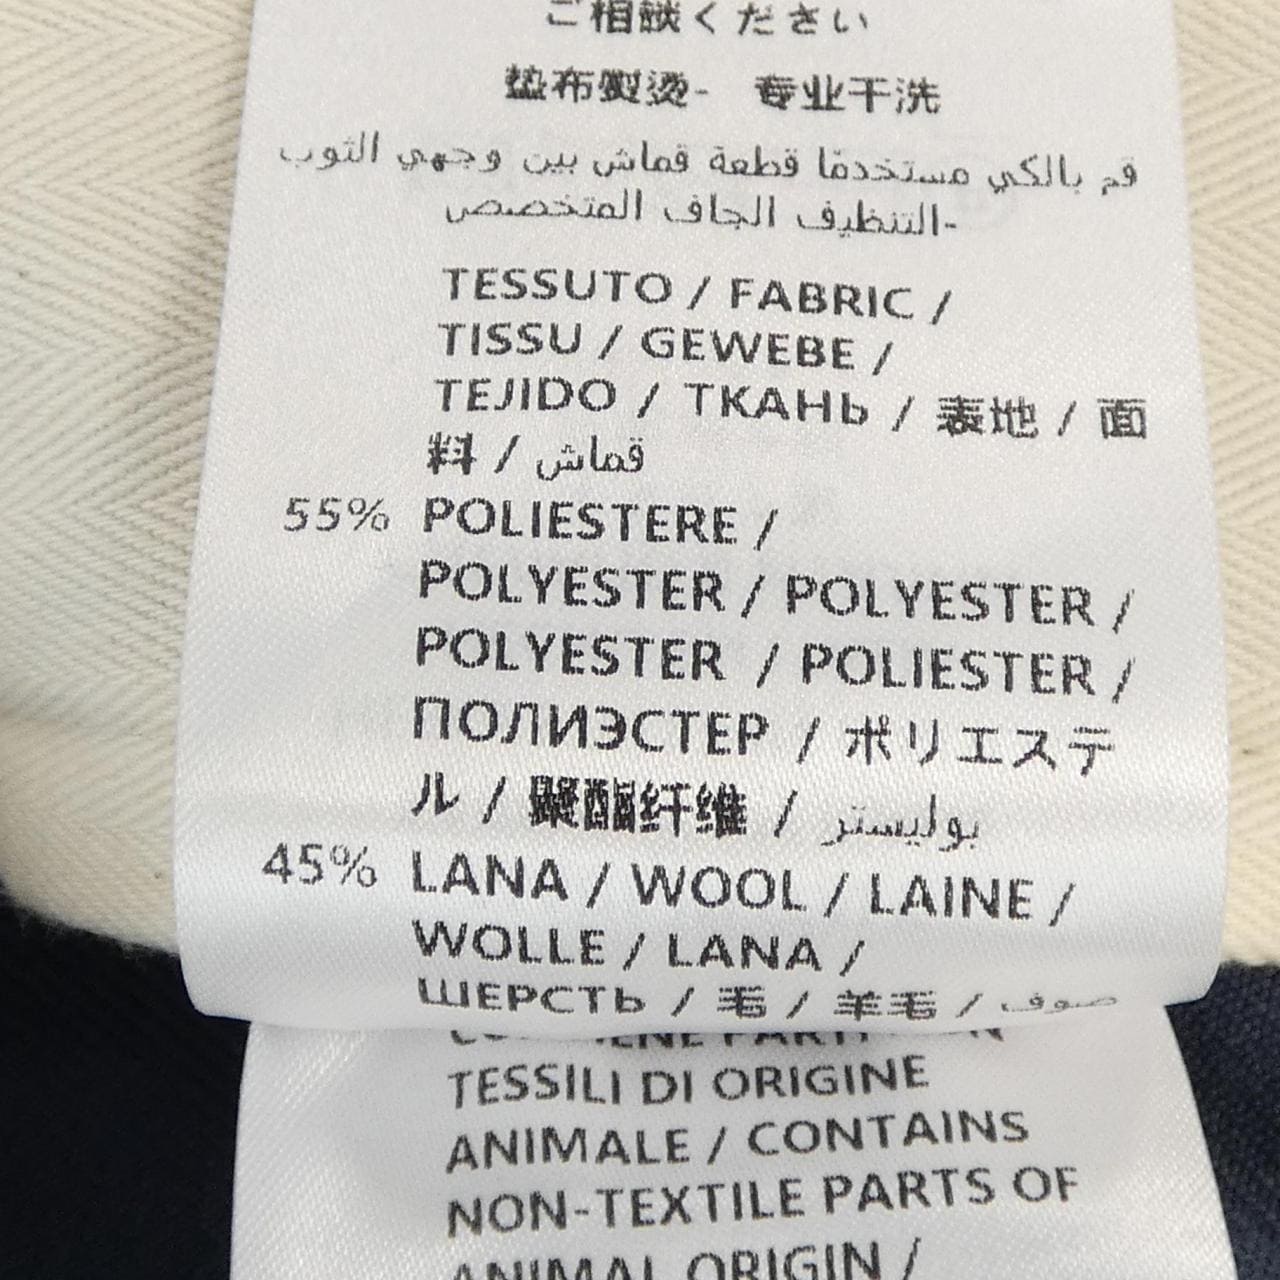 ご相談ください
垫布熨烫- 专业干洗
قم بالكي مستخدمًا قطعة قماش بين وجهي الثوب
-التنظيف الجاف المتخصص
TESSUTO / FABRIC /
TISSU / GEWEBE /
TEJIDO / ТКАНЬ / 表地 / 面
料 / قماش
55% POLIESTERE /
POLYESTER / POLYESTER /
POLYESTER / POLIESTER /
ПОЛИЭСТЕР / ポリエステ
ル / 聚酯纤维 / بوليستر
45% LANA / WOOL / LAINE /
WOLLE / LANA /
ШЕРСТЬ / 毛 / 羊毛 / صوف
TESSILI DI ORIGINE
ANIMALE / CONTAINS
NON-TEXTILE PARTS OF
ANIMAL ORIGIN /